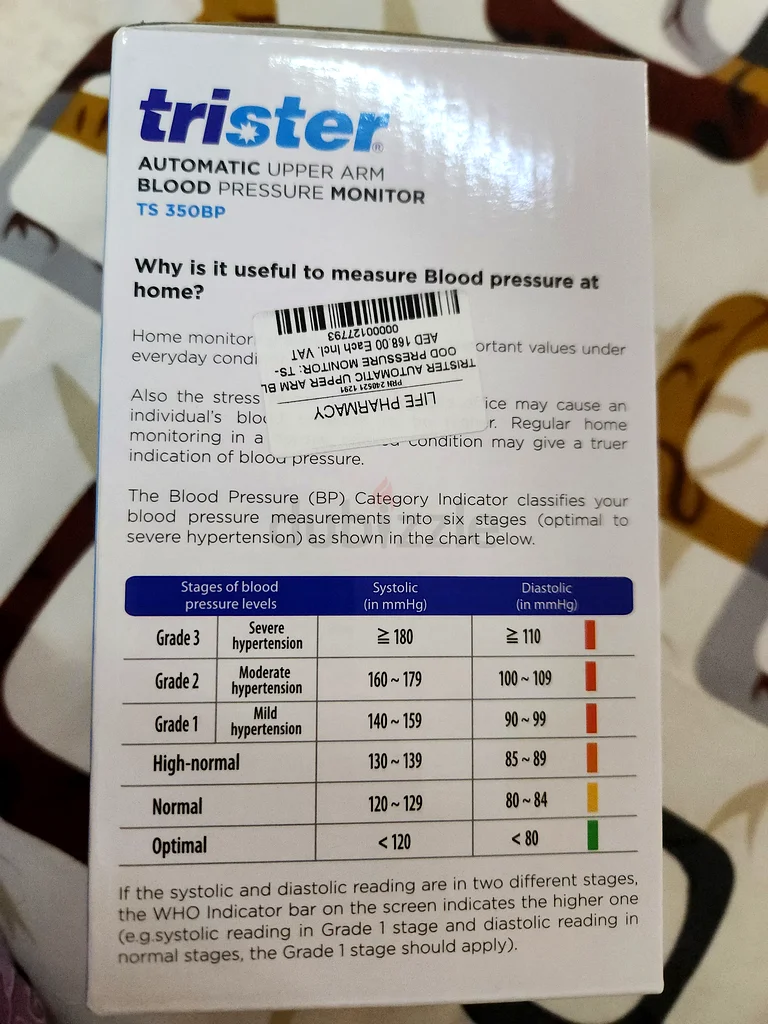 trister®
AUTOMATIC UPPER ARM
BLOOD PRESSURE MONITOR
TS 350BP
Why is it useful to measure Blood pressure at
home?
Home monitor ortant values under
everyday condi
Also the stress ice may cause an
individual's bloo r. Regular home
monitoring in a condition may give a truer
indication of blood pressure.
LIFE PHARMACY
PRN 240521 1291
TRISTER AUTOMATIC UPPER ARM BL
OOD PRESSURE MONITOR: TS-
AED 168.00 Each Incl. VAT
00000127793
The Blood Pressure (BP) Category Indicator classifies your
blood pressure measurements into six stages (optimal to
severe hypertension) as shown in the chart below.
dubizzle
Stages of blood pressure levels Systolic (in mmHg) Diastolic (in mmHg)
Grade 3 Severe hypertension ≧ 180 ≧ 110
Grade 2 Moderate hypertension 160 ~ 179 100 ~ 109
Grade 1 Mild hypertension 140 ~ 159 90 ~ 99
High-normal 130 ~ 139 85 ~ 89
Normal 120 ~ 129 80 ~ 84
Optimal < 120 < 80
If the systolic and diastolic reading are in two different stages,
the WHO Indicator bar on the screen indicates the higher one
(e.g.systolic reading in Grade 1 stage and diastolic reading in
normal stages, the Grade 1 stage should apply).